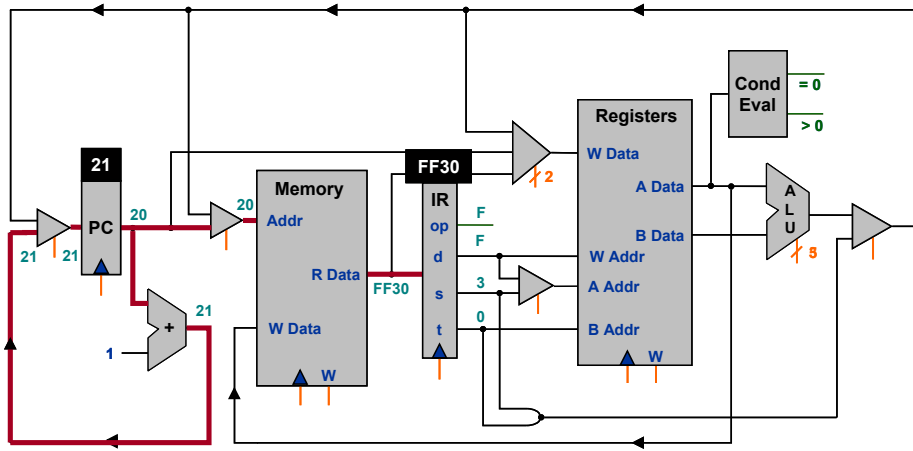 Cond
Eval
= 0
> 0
Registers
21
FF30
W Data
2
Memory
IR
A Data
A
L
U
20
20
Addr
op
F
PC
F
B Data
5
21
21
d
W Addr
R Data
FF30
s
3
A Addr
21
+
t
0
B Addr
W Data
1
W
W